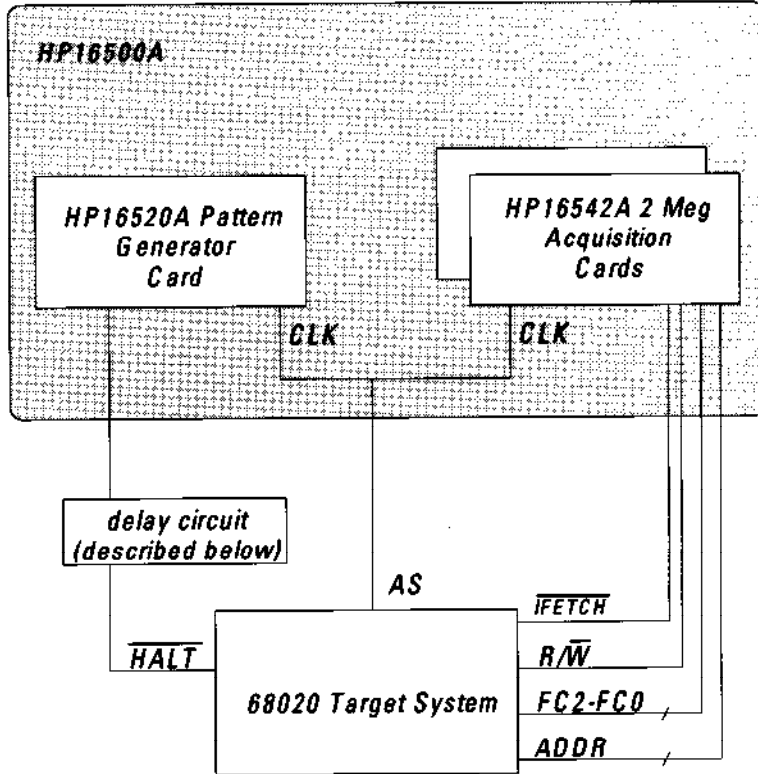 HP16500A
HP16520A Pattern
Generator
Card
HP16542A 2 Meg
Acquisition
Cards
CLK
CLK
delay circuit
(described below)
AS
IFETCH
HALT
R/W
68020 Target System
FC2-FC0
ADDR